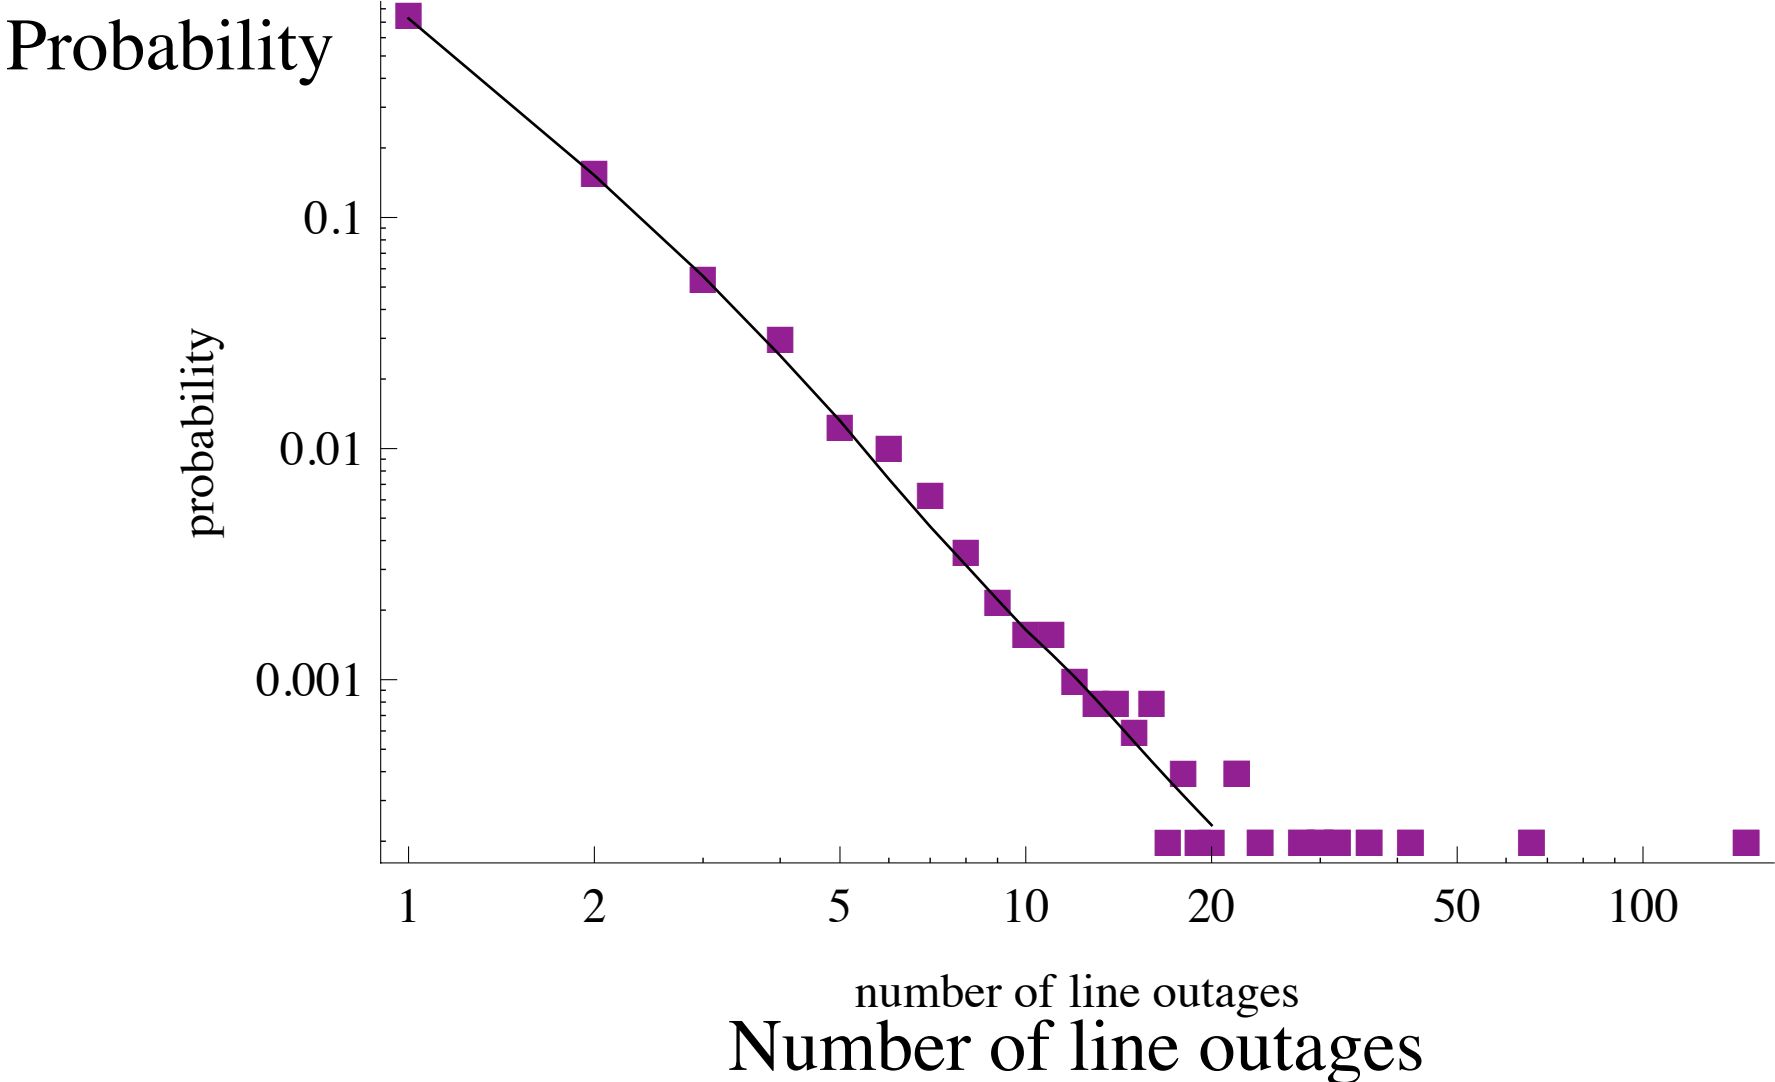 Probability
probability
0.1
0.01
0.001
1 2 5 10 20 50 100
number of line outages
Number of line outages